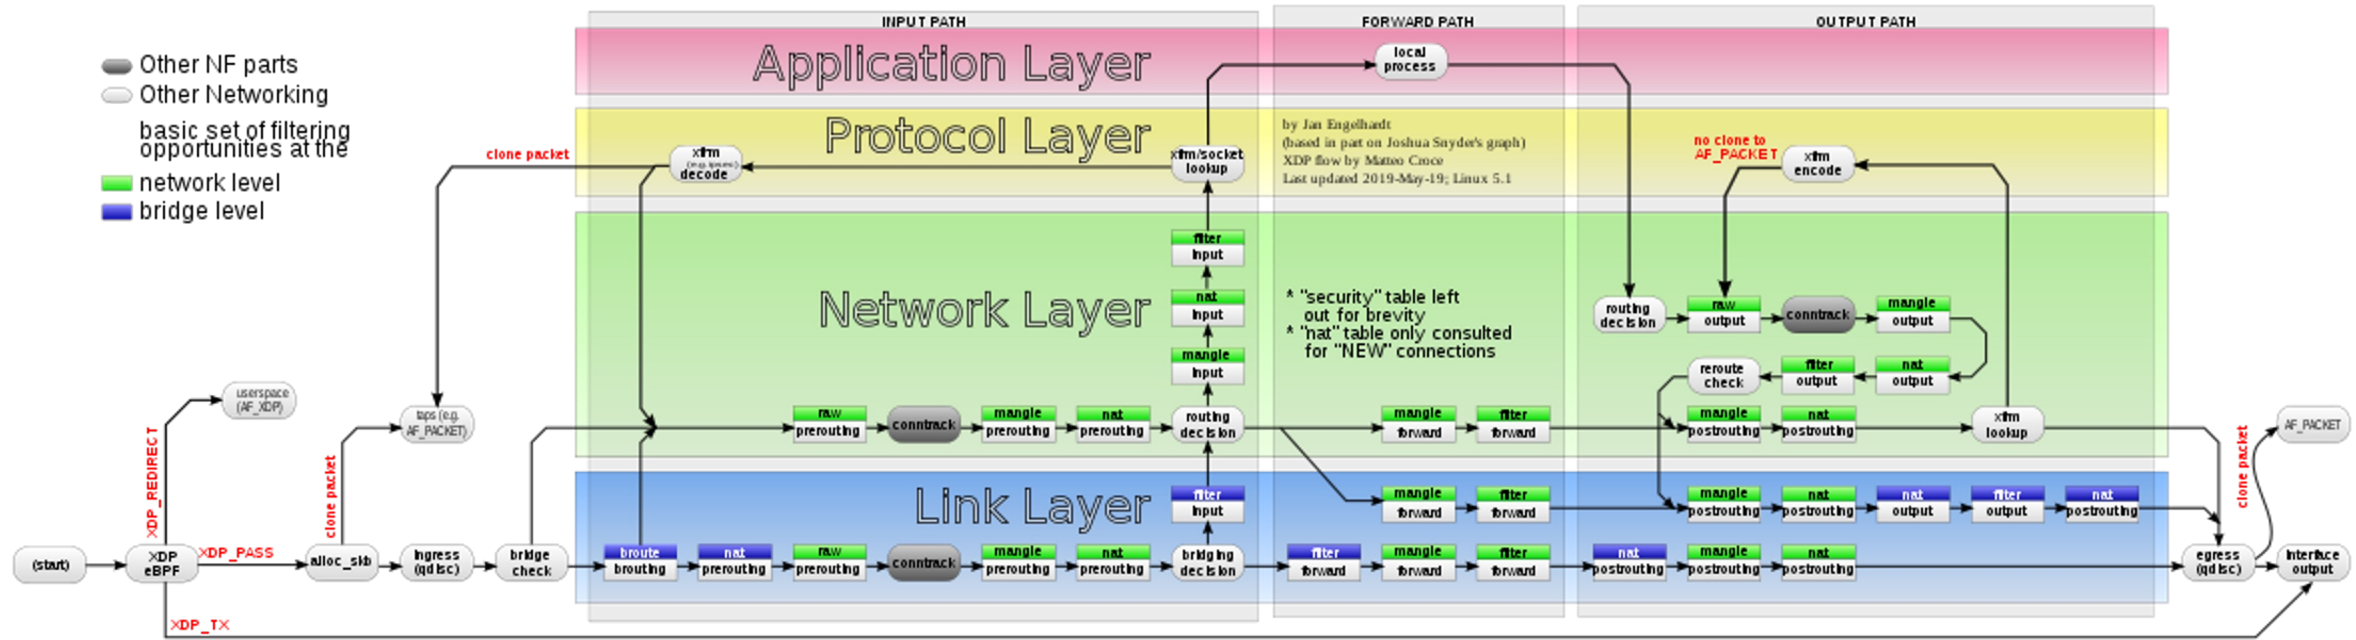 INPUT PATH
FORWARD PATH
OUTPUT PATH
Application Layer
local
process
Other NF parts
Other Networking
basic set of filtering
opportunities at the
network level
bridge level
Protocol Layer
clone packet
xfrm
(e.g. ipsec)
decode
xfrm/socket
lookup
by Jan Engelhardt
(based in part on Joshua Snyder's graph)
XDP flow by Matteo Croce
Last updated 2019-May-19; Linux 5.1
no clone to
AF_PACKET
xfrm
encode
Network Layer
filter
input
nat
input
mangle
input
* "security" table left
out for brevity
* "nat" table only consulted
for "NEW" connections
routing
decision
raw
output
conntrack
mangle
output
reroute
check
filter
output
nat
output
userspace
(AF_XDP)
taps (e.g.
AF_PACKET)
raw
prerouting
conntrack
mangle
prerouting
nat
prerouting
routing
decision
mangle
forward
filter
forward
mangle
postrouting
nat
postrouting
xfrm
lookup
AF_PACKET
XDP_REDIRECT
clone packet
clone packet
Link Layer
filter
input
mangle
forward
filter
forward
mangle
postrouting
nat
postrouting
nat
output
filter
output
nat
postrouting
(start)
XDP
eBPF
XDP_PASS
alloc_skb
ingress
(qdisc)
bridge
check
broute
brouting
nat
prerouting
raw
prerouting
conntrack
mangle
prerouting
nat
prerouting
bridging
decision
filter
forward
mangle
forward
filter
forward
nat
postrouting
mangle
postrouting
nat
postrouting
egress
(qdisc)
interface
output
XDP_TX